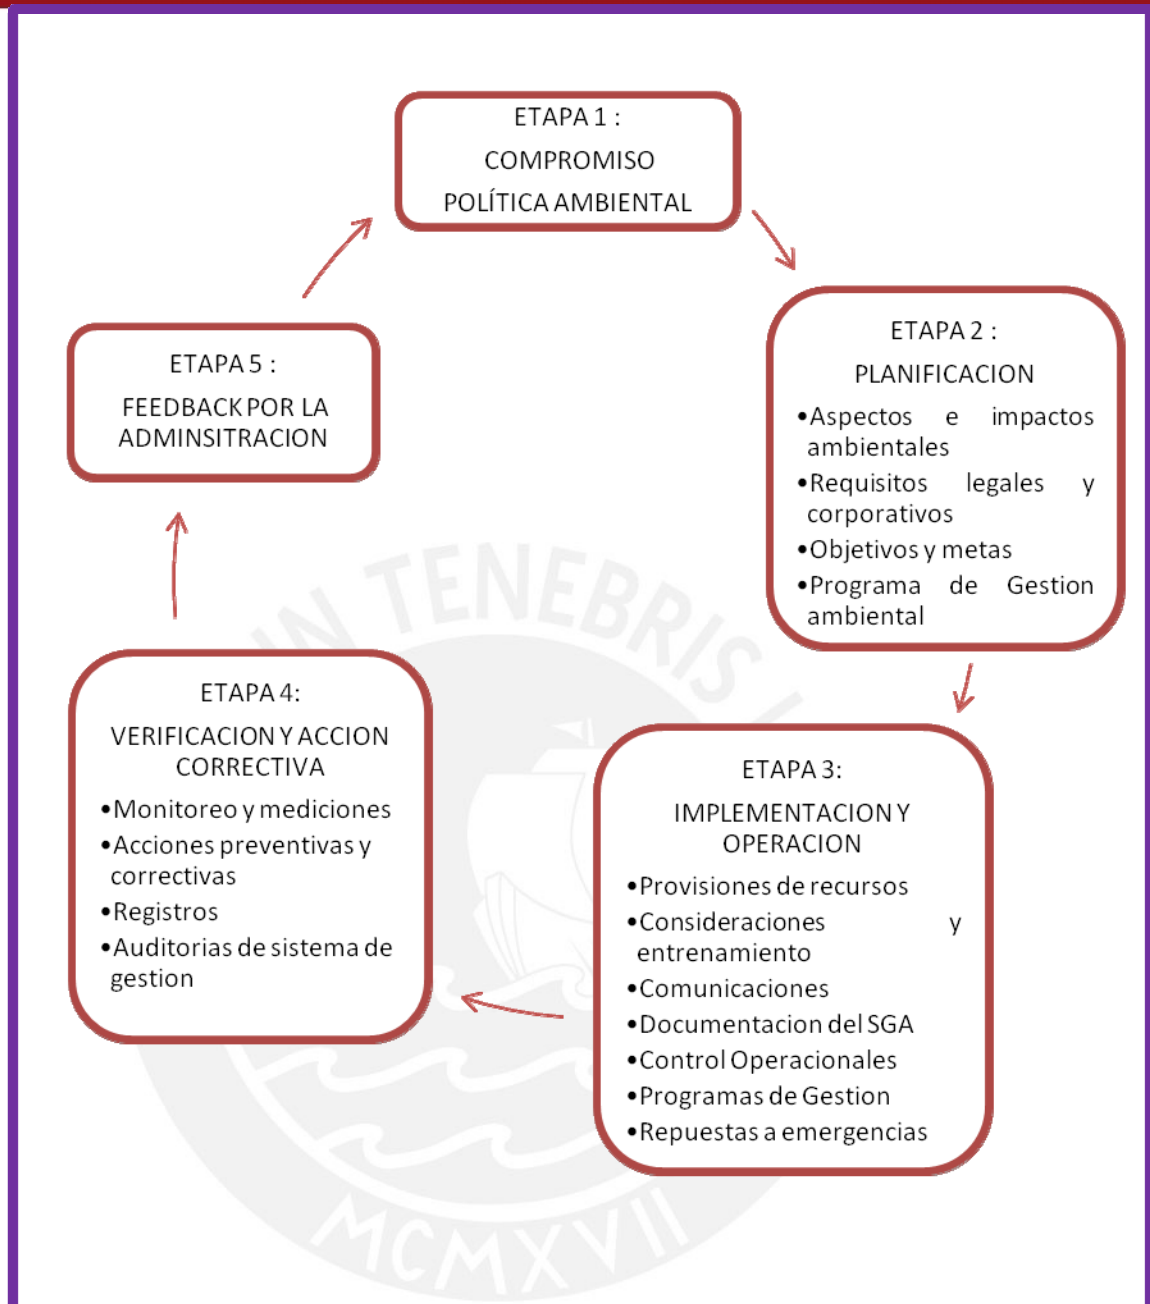 ETAPA 1 :
COMPROMISO
POLÍTICA AMBIENTAL
ETAPA 2 :
PLANIFICACION
•Aspectos e impactos
ambientales
•Requisitos legales y
corporativos
•Objetivos y metas
•Programa de Gestion
ambiental
ETAPA 3:
IMPLEMENTACION Y
OPERACION
•Provisiones de recursos
•Consideraciones y
entrenamiento
•Comunicaciones
•Documentacion del SGA
•Control Operacionales
•Programas de Gestion
•Repuestas a emergencias
ETAPA 4:
VERIFICACION Y ACCION
CORRECTIVA
•Monitoreo y mediciones
•Acciones preventivas y
correctivas
•Registros
•Auditorias de sistema de
gestion
ETAPA 5 :
FEEDBACK POR LA
ADMINSITRACION
IN TENEBRIS
MCMXVII